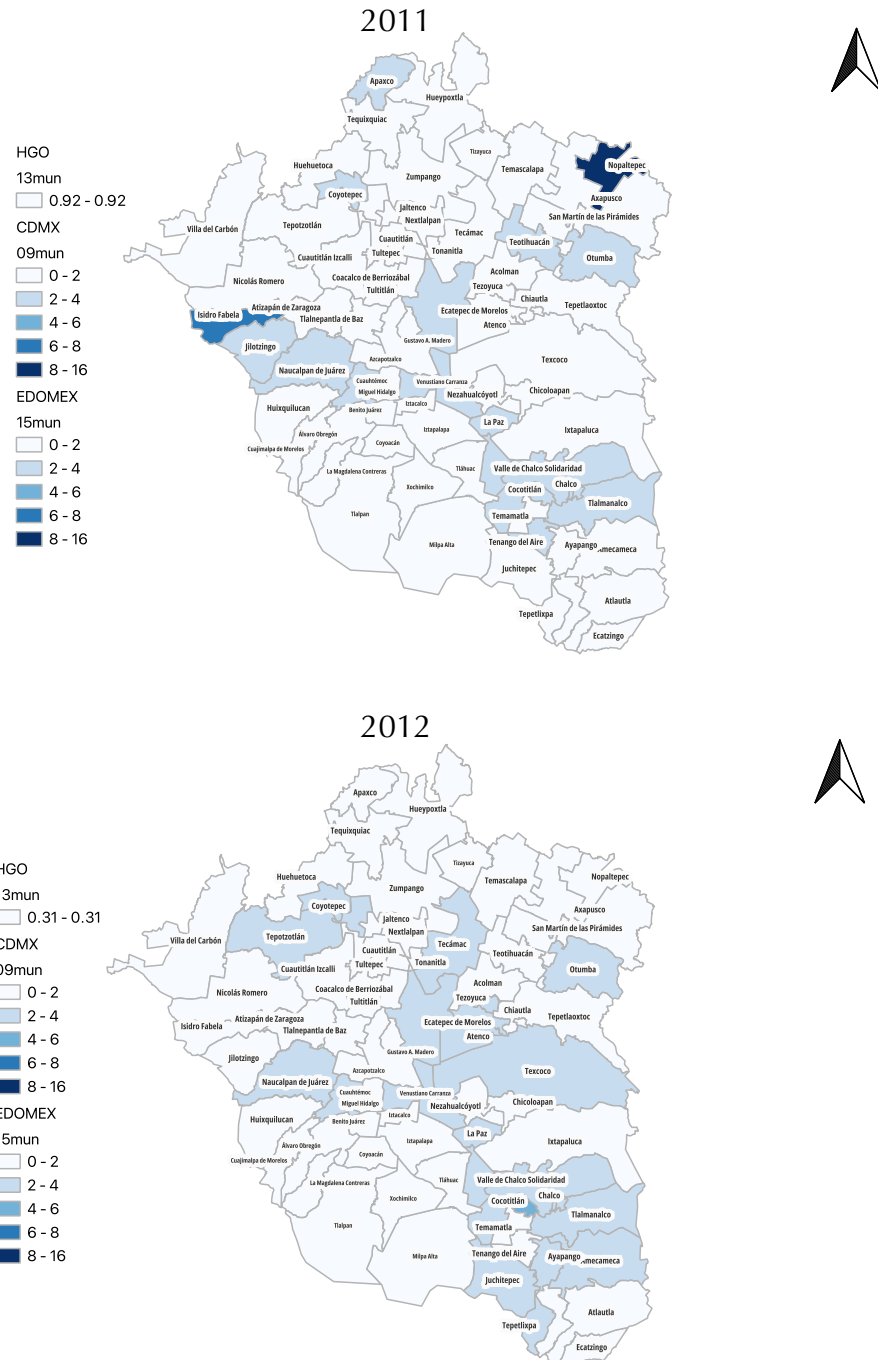 2011
HGO
13mun
0.92 - 0.92
CDMX
09mun
0 - 2
2 - 4
4 - 6
6 - 8
8 - 16
EDOMEX
15mun
0 - 2
2 - 4
4 - 6
6 - 8
8 - 16
Apaxco
Hueypoxtla
Tequixquiac
Tizayuca
Huehuetoca
Temascalapa
Nopaltepec
Zumpango
Coyotepec
Axapusco
Jaltenco
San Martín de las Pirámides
Nextlalpan
Tepotzotlán
Villa del Carbón
Tecámac
Cuautitlán
Teotihuacán
Tultepec
Tonanitla
Cuautitlán Izcalli
Otumba
Acolman
Coacalco de Berriozábal
Nicolás Romero
Tezoyuca
Tultitlán
Chiautla
Tepetlaoxtoc
Atizapán de Zaragoza
Ecatepec de Morelos
Isidro Fabela
Tlalnepantla de Baz
Atenco
Gustavo A. Madero
Jilotzingo
Azcapotzalco
Texcoco
Naucalpan de Juárez
Cuauhtémoc
Venustiano Carranza
Miguel Hidalgo
Nezahualcóyotl
Chicoloapan
Iztacalco
Huixquilucan
Benito Juárez
La Paz
Iztapalapa
Ixtapaluca
Álvaro Obregón
Coyoacán
Cuajimalpa de Morelos
La Magdalena Contreras
Tláhuac
Valle de Chalco Solidaridad
Xochimilco
Cocotitlán
Chalco
Tlalmanalco
Tlalpan
Temamatla
Milpa Alta
Tenango del Aire
Ayapango
mecameca
Juchitepec
Atlautla
Tepetlixpa
Ecatzingo
2012
HGO
3mun
0.31 - 0.31
CDMX
09mun
0 - 2
2 - 4
4 - 6
6 - 8
8 - 16
EDOMEX
5mun
0 - 2
2 - 4
4 - 6
6 - 8
8 - 16
Apaxco
Hueypoxtla
Tequixquiac
Tizayuca
Huehuetoca
Temascalapa
Nopaltepec
Zumpango
Coyotepec
Axapusco
Jaltenco
San Martín de las Pirámides
Nextlalpan
Tepotzotlán
Villa del Carbón
Tecámac
Cuautitlán
Teotihuacán
Tultepec
Tonanitla
Cuautitlán Izcalli
Otumba
Acolman
Coacalco de Berriozábal
Nicolás Romero
Tezoyuca
Tultitlán
Chiautla
Tepetlaoxtoc
Atizapán de Zaragoza
Ecatepec de Morelos
Isidro Fabela
Tlalnepantla de Baz
Atenco
Gustavo A. Madero
Jilotzingo
Azcapotzalco
Texcoco
Naucalpan de Juárez
Cuauhtémoc
Venustiano Carranza
Miguel Hidalgo
Nezahualcóyotl
Chicoloapan
Iztacalco
Huixquilucan
Benito Juárez
La Paz
Iztapalapa
Ixtapaluca
Álvaro Obregón
Coyoacán
Cuajimalpa de Morelos
La Magdalena Contreras
Tláhuac
Valle de Chalco Solidaridad
Xochimilco
Cocotitlán
Chalco
Tlalmanalco
Tlalpan
Temamatla
Milpa Alta
Tenango del Aire
Ayapango
mecameca
Juchitepec
Atlautla
Tepetlixpa
Ecatzingo